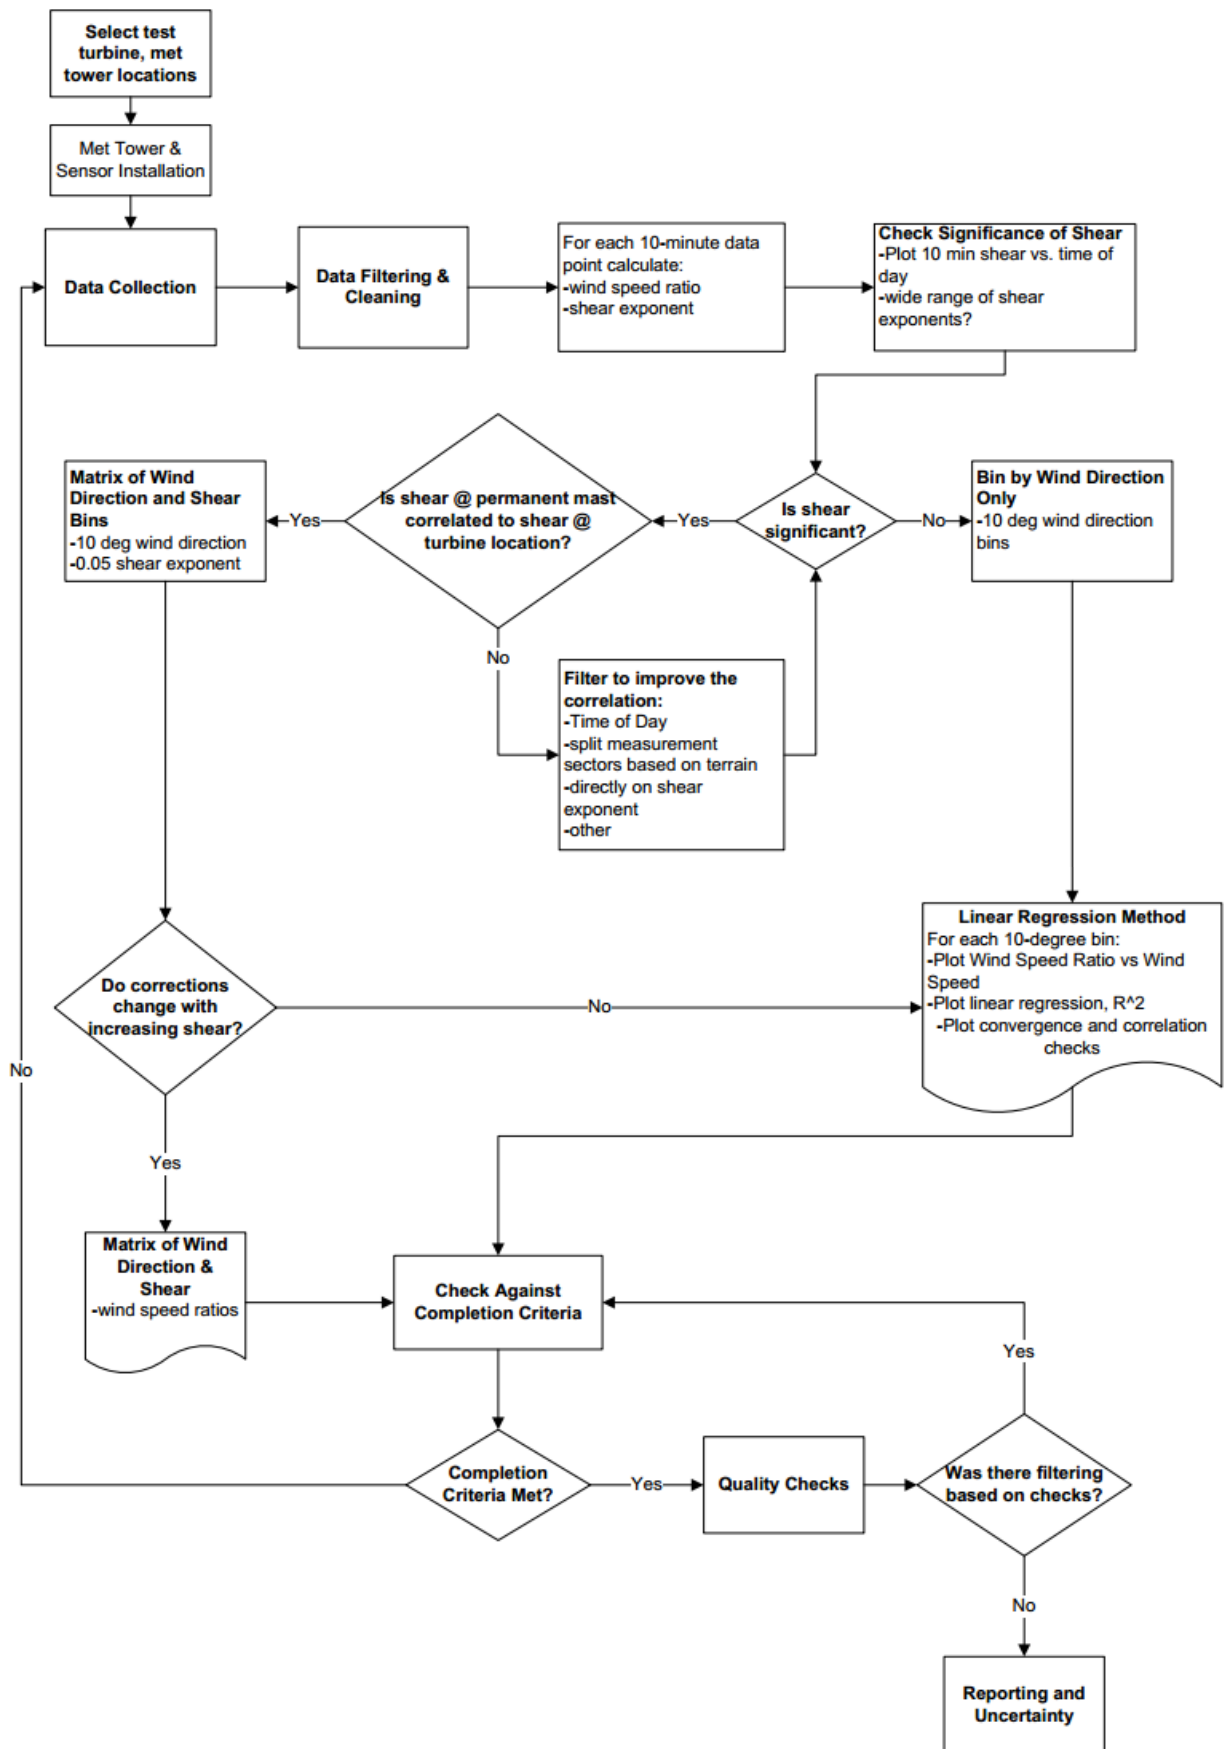 Select test
turbine, met
tower locations
Met Tower &
Sensor Installation
Data Collection
Data Filtering &
Cleaning
For each 10-minute data
point calculate:
-wind speed ratio
-shear exponent
Check Significance of Shear
-Plot 10 min shear vs. time of
day
-wide range of shear
exponents?
Matrix of Wind
Direction and Shear
Bins
-10 deg wind direction
-0.05 shear exponent
Yes
Is shear @ permanent mast
correlated to shear @
turbine location?
Yes
Is shear
significant?
No
Bin by Wind Direction
Only
-10 deg wind direction
bins
No
Filter to improve the
correlation:
-Time of Day
-split measurement
sectors based on terrain
-directly on shear
exponent
-other
Do corrections
change with
increasing shear?
No
Linear Regression Method
For each 10-degree bin:
-Plot Wind Speed Ratio vs Wind
Speed
-Plot linear regression, R^2
-Plot convergence and correlation
checks
No
Yes
Matrix of Wind
Direction &
Shear
-wind speed ratios
Check Against
Completion Criteria
Yes
Completion
Criteria Met?
Yes
Quality Checks
Was there filtering
based on checks?
No
Reporting and
Uncertainty